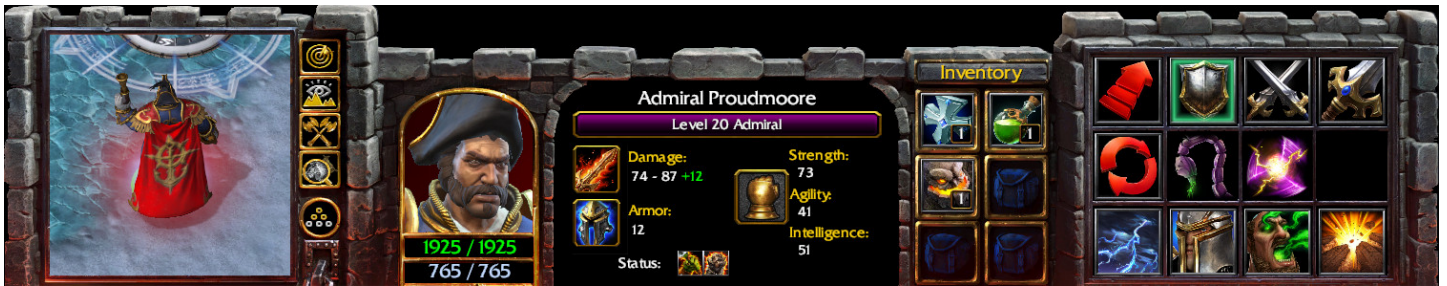 Admiral Proudmoore
Level 20 Admiral
Damage:
74 - 87 +12
Armor:
12
Strength:
73
Agility:
41
Intelligence:
51
Status:
1925 / 1925
765 / 765
Inventory
1
1
1